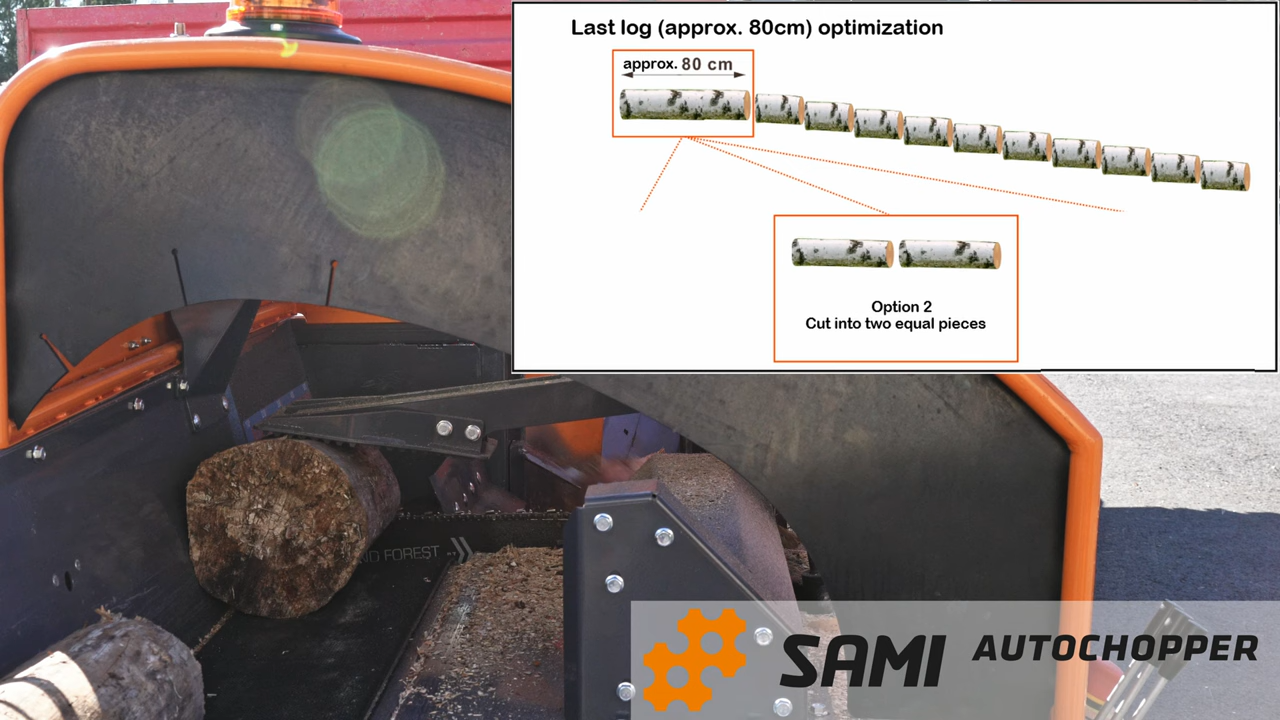 Last log (approx. 80cm) optimization
approx. 80 cm
Option 2
Cut into two equal pieces
FOREST
SAMI AUTOCHOPPER